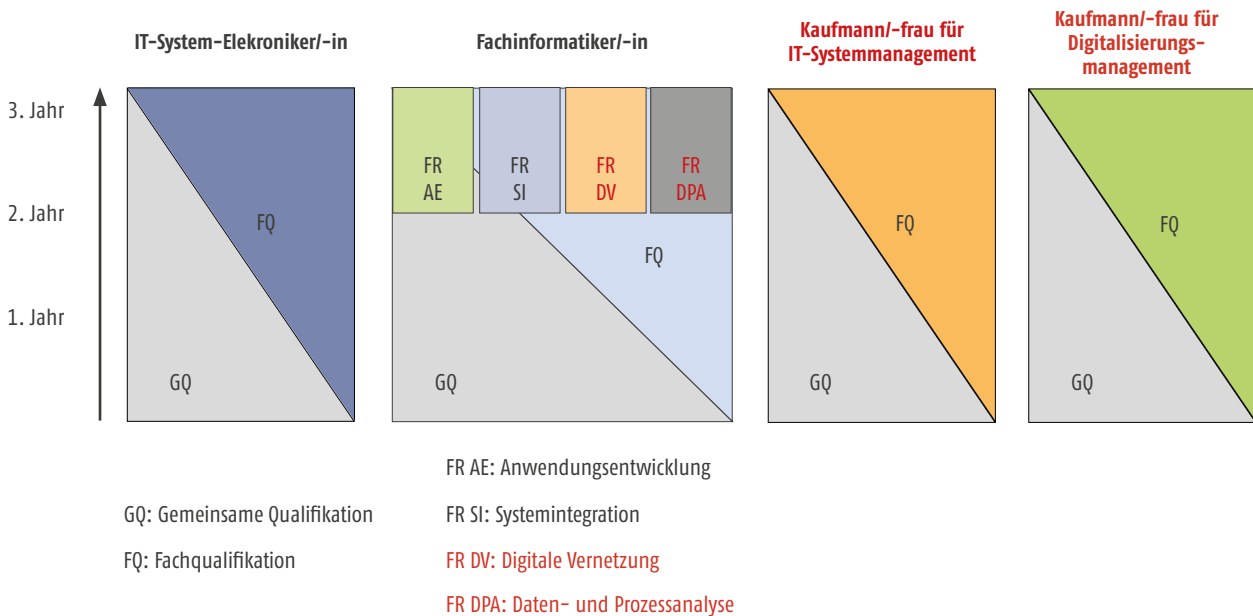 IT-System-Elekroniker/-in
Fachinformatiker/-in
Kaufmann/-frau für
IT-Systemmanagement
Kaufmann/-frau für
Digitalisierungs-
management
3. Jahr
2. Jahr
1. Jahr
FQ
GQ
FR
AE
FR
SI
FR
DV
FR
DPA
FQ
GQ
FQ
GQ
FQ
GQ
GQ: Gemeinsame Qualifikation
FQ: Fachqualifikation
FR AE: Anwendungsentwicklung
FR SI: Systemintegration
FR DV: Digitale Vernetzung
FR DPA: Daten- und Prozessanalyse